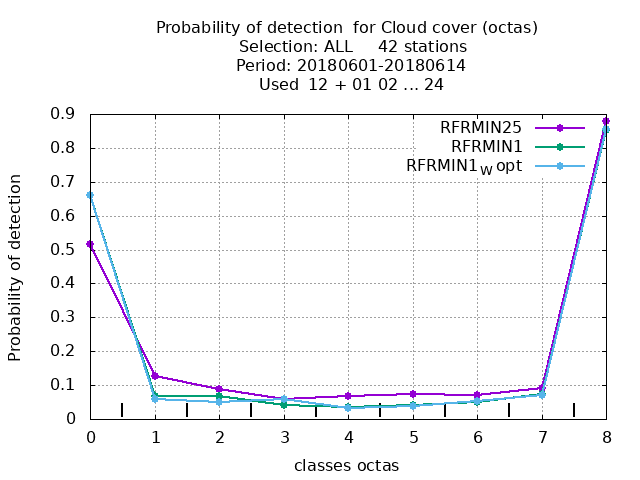 Probability of detection  for Cloud cover (octas)
Selection: ALL     42 stations
Period: 20180601-20180614
Used  12 + 01 02 ... 24
RFRMIN25
RFRMIN1
RFRMIN1W opt
Probability of detection
0.9
0.8
0.7
0.6
0.5
0.4
0.3
0.2
0.1
0
0 1 2 3 4 5 6 7 8
classes octas